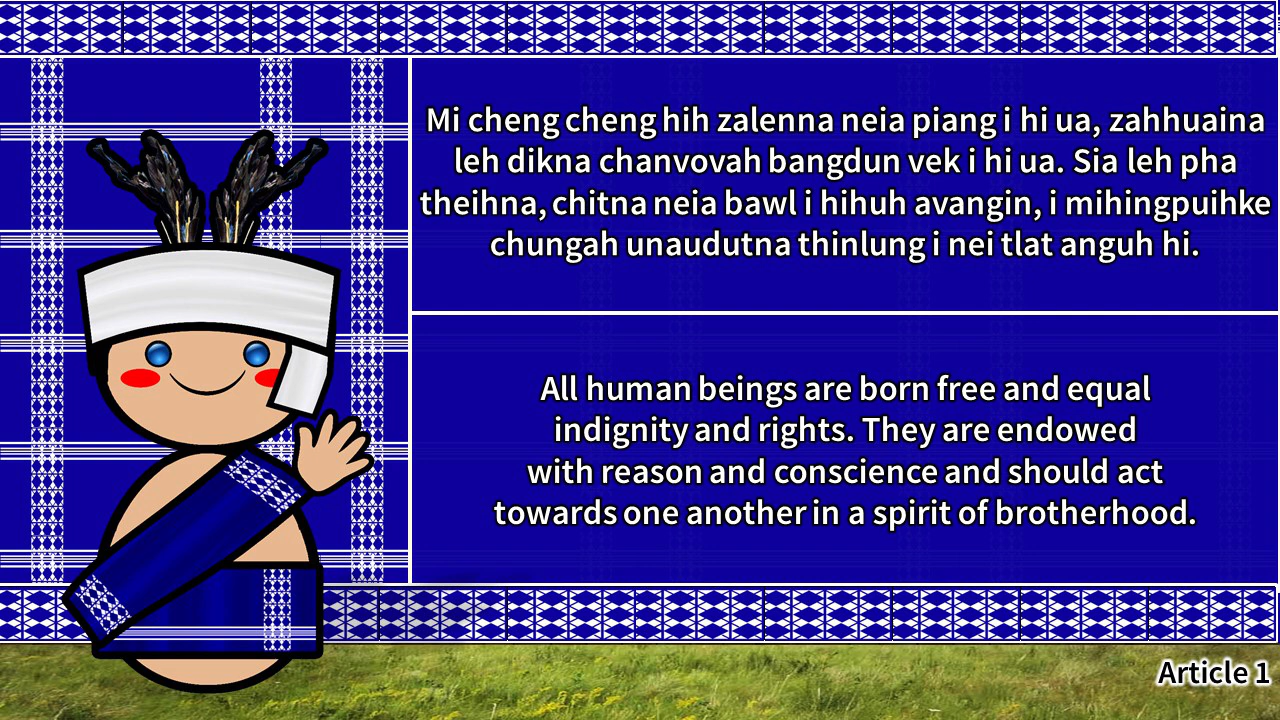 Mi cheng cheng hih zalenna neia piang i hi ua, zahhuaina
leh dikna chanvovah bangdun vek i hi ua. Sia leh pha
theihna, chitna neia bawl i hihuh avangin, i mihingpuihke
chungah unaudutna thinlung i nei tlat anguh hi.
All human beings are born free and equal
indignity and rights. They are endowed
with reason and conscience and should act
towards one another in a spirit of brotherhood.
Article 1